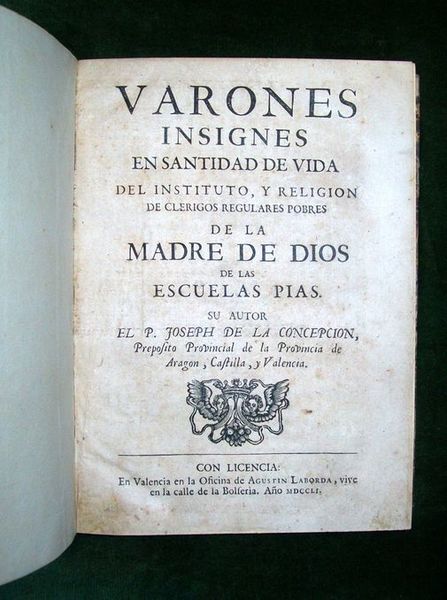 VARONES
INSIGNES
EN SANTIDAD DE VIDA
DEL INSTITUTO, Y RELIGION
DE CLERIGOS REGULARES POBRES
DE LA
MADRE DE DIOS
DE LAS
ESCUELAS PIAS.
SU AUTOR
EL P. JOSEPH DE LA CONCEPCION,
Preposito Provincial de la Provincia de
Aragon, Castilla, y Valencia.
CON LICENCIA:
En Valencia en la Oficina de AGUSTIN LABORDA, vive
en la calle de la Bolseria. Año MDCCLI.